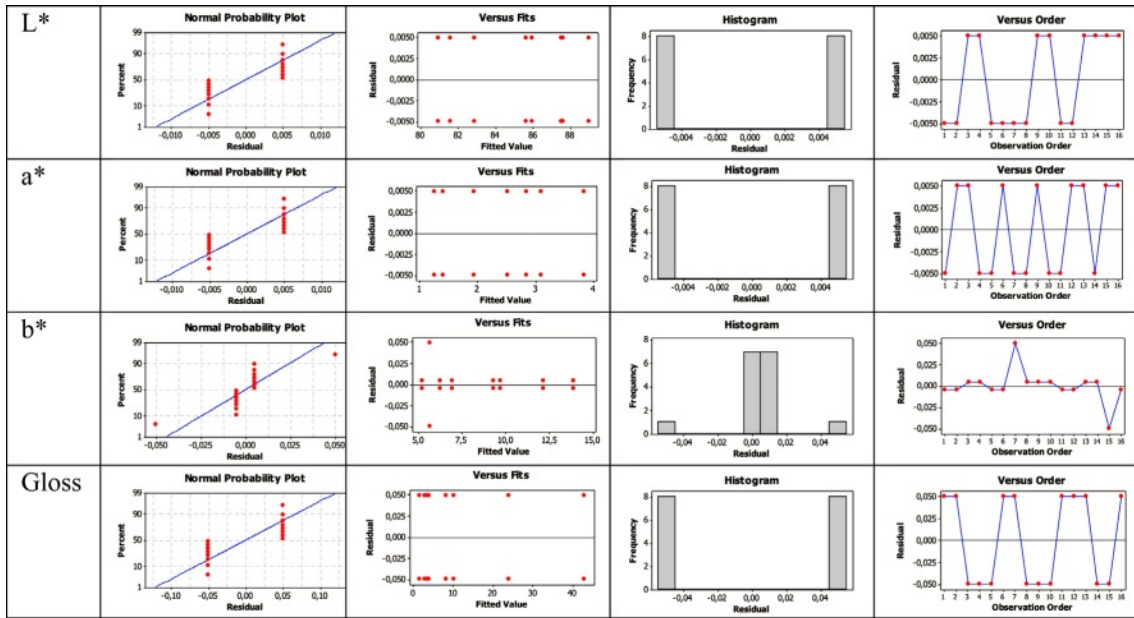 L*
Normal Probability Plot
Percent
99
90
50
10
1
-0,010 -0,005 0,000 0,005 0,010
Residual
Versus Fits
Residual
0,0050
0,0025
0,0000
-0,0025
-0,0050
80 82 84 86 88
Fitted Value
Histogram
Frequency
8
6
4
2
0
-0,004 -0,002 0,000 0,002 0,004
Residual
Versus Order
Residual
0,0050
0,0025
0,0000
-0,0025
-0,0050
1 2 3 4 5 6 7 8 9 10 11 12 13 14 15 16
Observation Order
a*
Normal Probability Plot
Percent
99
90
50
10
1
-0,010 -0,005 0,000 0,005 0,010
Residual
Versus Fits
Residual
0,0050
0,0025
0,0000
-0,0025
-0,0050
1 2 3 4
Fitted Value
Histogram
Frequency
8
6
4
2
0
-0,004 -0,002 0,000 0,002 0,004
Residual
Versus Order
Residual
0,0050
0,0025
0,0000
-0,0025
-0,0050
1 2 3 4 5 6 7 8 9 10 11 12 13 14 15 16
Observation Order
b*
Normal Probability Plot
Percent
99
90
50
10
1
-0,050 -0,025 0,000 0,025 0,050
Residual
Versus Fits
Residual
0,050
0,025
0,000
-0,025
-0,050
5,0 7,5 10,0 12,5 15,0
Fitted Value
Histogram
Frequency
8
6
4
2
0
-0,04 -0,02 0,00 0,02 0,04
Residual
Versus Order
Residual
0,050
0,025
0,000
-0,025
-0,050
1 2 3 4 5 6 7 8 9 10 11 12 13 14 15 16
Observation Order
Gloss
Normal Probability Plot
Percent
99
90
50
10
1
-0,10 -0,05 0,00 0,05 0,10
Residual
Versus Fits
Residual
0,050
0,025
0,000
-0,025
-0,050
0 10 20 30 40
Fitted Value
Histogram
Frequency
8
6
4
2
0
-0,04 -0,02 0,00 0,02 0,04
Residual
Versus Order
Residual
0,050
0,025
0,000
-0,025
-0,050
1 2 3 4 5 6 7 8 9 10 11 12 13 14 15 16
Observation Order